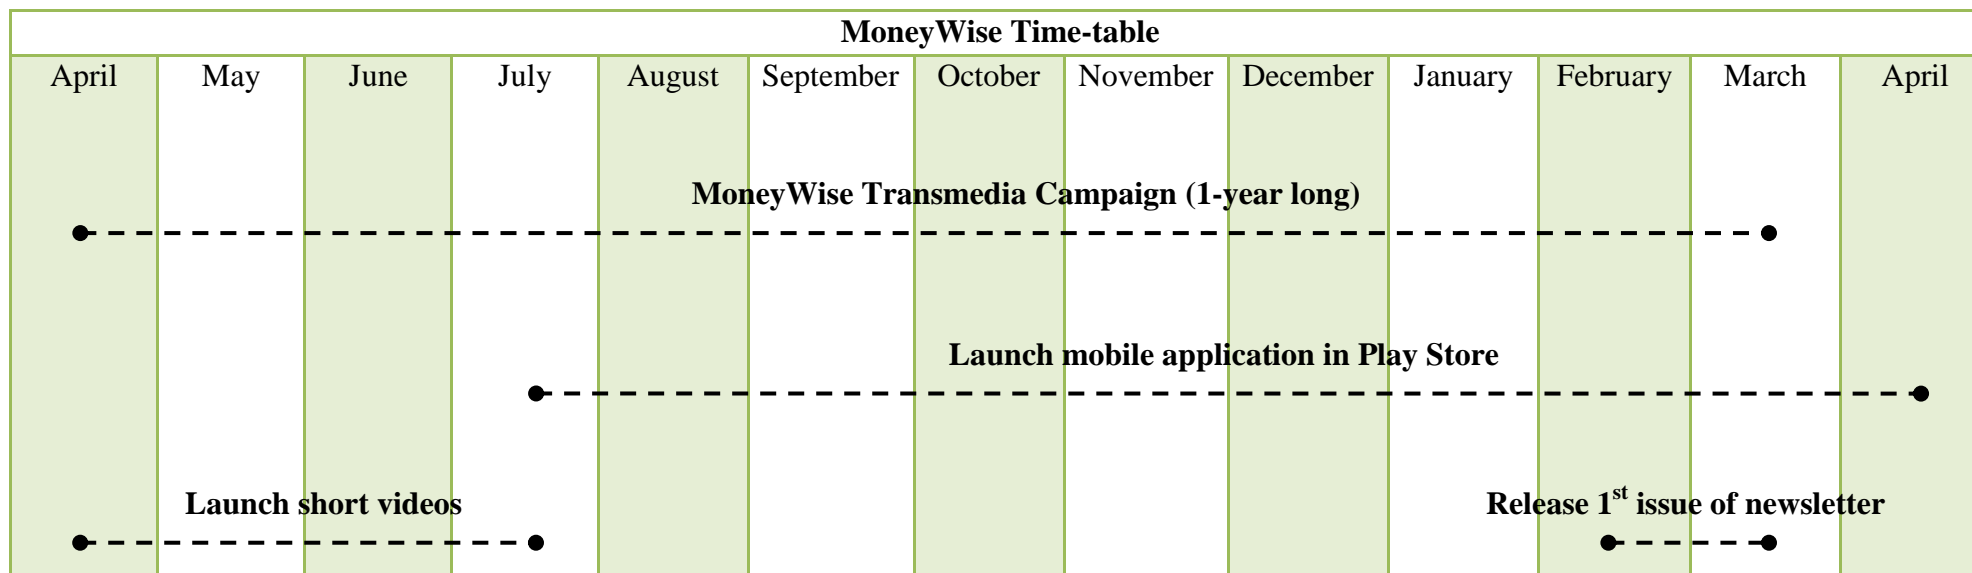 MoneyWise Time-table
April May June July August September October November December January February March April
MoneyWise Transmedia Campaign (1-year long)
Launch mobile application in Play Store
Launch short videos
Release 1st issue of newsletter